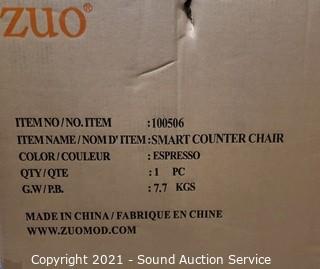 zuo®
ITEM NO/NO. ITEM : 100506
ITEM NAME/NOM D'ITEM:SMART COUNTER CHAIR
COLOR/COULEUR : ESPRESSO
QTY/QTE : 1 PC
G.W/P.B. : 7.7 KGS
MADE IN CHINA/FABRIQUE EN CHINE
WWW.ZUOMOD.COM
Copyright 2021 - Sound Auction Service